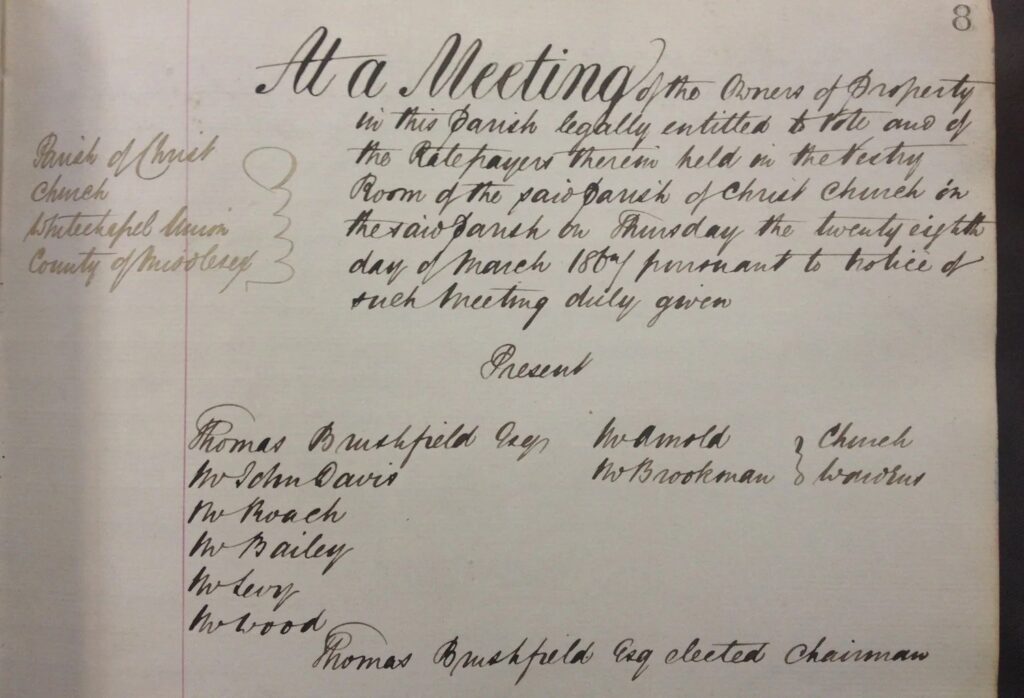 8
At a Meeting of the Owners of Property
in this Parish legally entitled to Vote and of
the Ratepayers therein held in the Vestry
Room of the said Parish of Christ Church in
the said Parish on Thursday the twenty eighth
day of March 1867 pursuant to Notice of
such Meeting duly given
Parish of Christ
Church
Whitechapel Union
County of Middlesex
Present
Thomas Brushfield Esqr
Mr John Davis
Mr Roach
Mr Bailey
Mr Levy
Mr Wood
Mr Arnold
Mr Brookman
Church
Wardens
Thomas Brushfield Esq elected Chairman